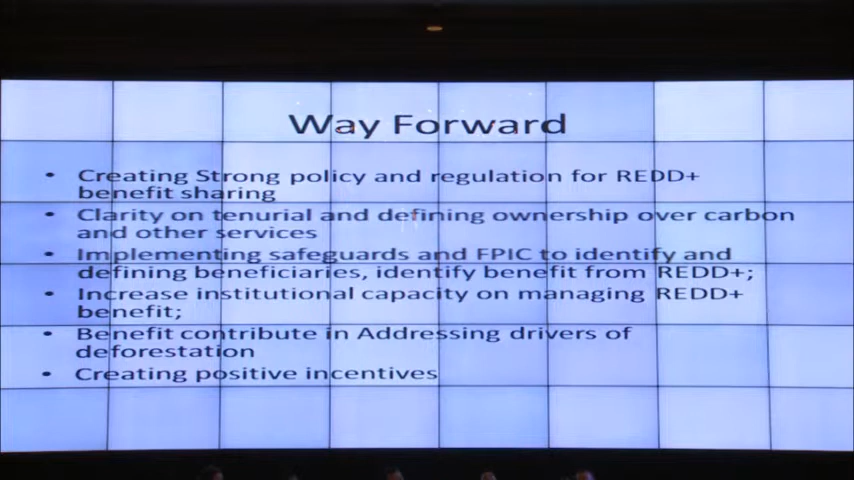 Way Forward
• Creating Strong policy and regulation for REDD+
benefit sharing
• Clarity on tenurial and defining ownership over carbon
and other services
• Implementing safeguards and FPIC to identify and
defining beneficiaries, identify benefit from REDD+;
• Increase institutional capacity on managing REDD+
benefit;
• Benefit contribute in Addressing drivers of
deforestation
• Creating positive incentives